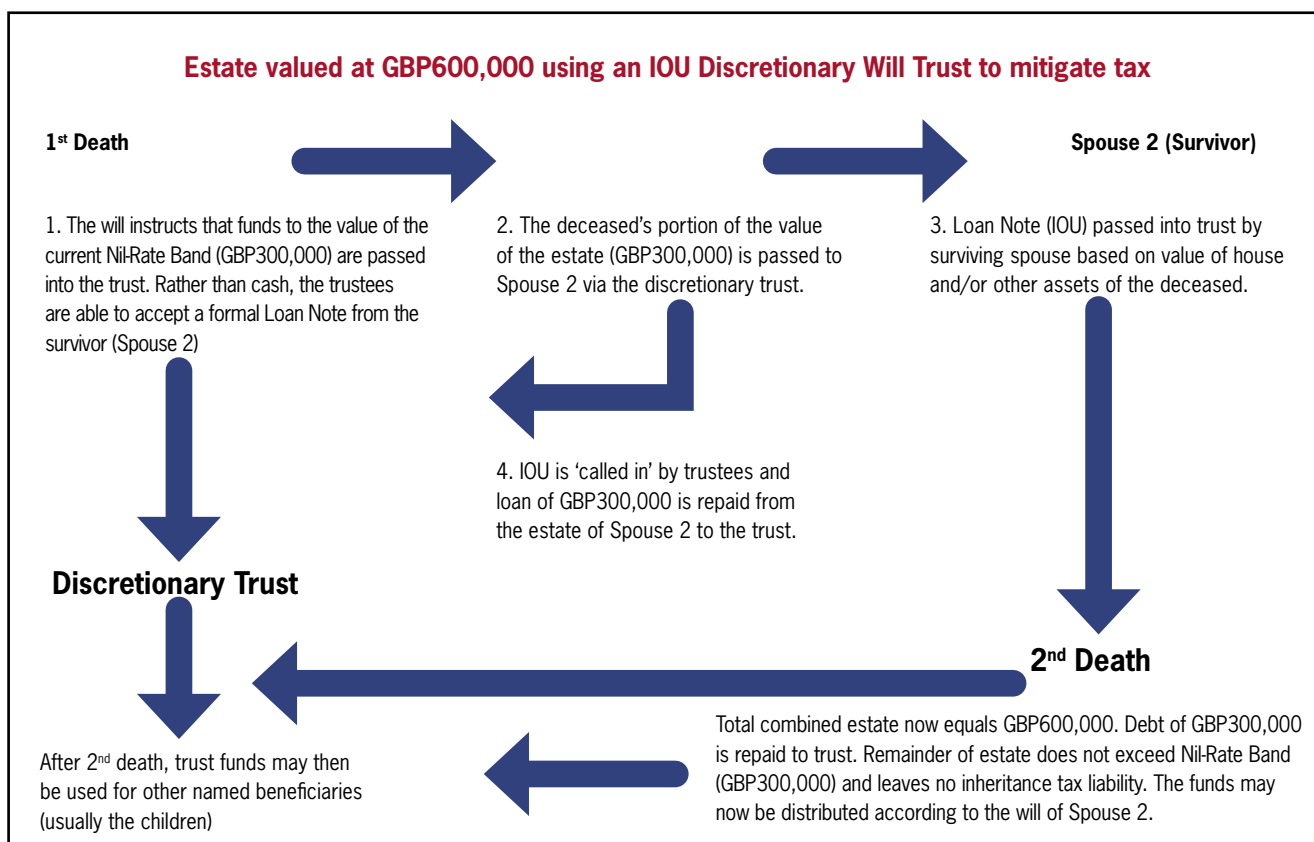 Estate valued at GBP600,000 using an IOU Discretionary Will Trust to mitigate tax
1st Death
Spouse 2 (Survivor)
1. The will instructs that funds to the value of the
current Nil-Rate Band (GBP300,000) are passed
into the trust. Rather than cash, the trustees
are able to accept a formal Loan Note from the
survivor (Spouse 2)
2. The deceased’s portion of the value
of the estate (GBP300,000) is passed to
Spouse 2 via the discretionary trust.
3. Loan Note (IOU) passed into trust by
surviving spouse based on value of house
and/or other assets of the deceased.
4. IOU is ‘called in’ by trustees and
loan of GBP300,000 is repaid from
the estate of Spouse 2 to the trust.
Discretionary Trust
2nd Death
Total combined estate now equals GBP600,000. Debt of GBP300,000
is repaid to trust. Remainder of estate does not exceed Nil-Rate Band
(GBP300,000) and leaves no inheritance tax liability. The funds may
now be distributed according to the will of Spouse 2.
After 2nd death, trust funds may then
be used for other named beneficiaries
(usually the children)